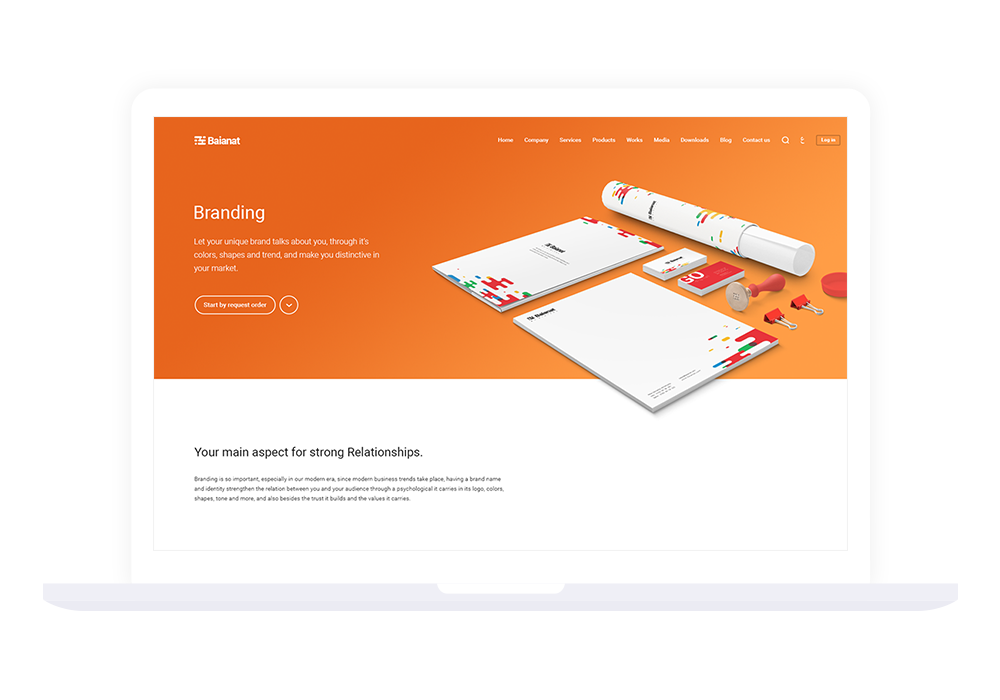 Baianat
Home Company Services Products Works Media Downloads Blog Contact us ع Log in
Branding
Let your unique brand talks about you, through it's
colors, shapes and trend, and make you distinctive in
your market.
Start by request order
Baianat
Baianat
Baianat
Baianat
Your main aspect for strong Relationships.
Branding is so important, especially in our modern era, since modern business trends take place, having a brand name
and identity strengthen the relation between you and your audience through a psychological it carries in its logo, colors,
shapes, tone and more, and also besides the trust it builds and the values it carries.